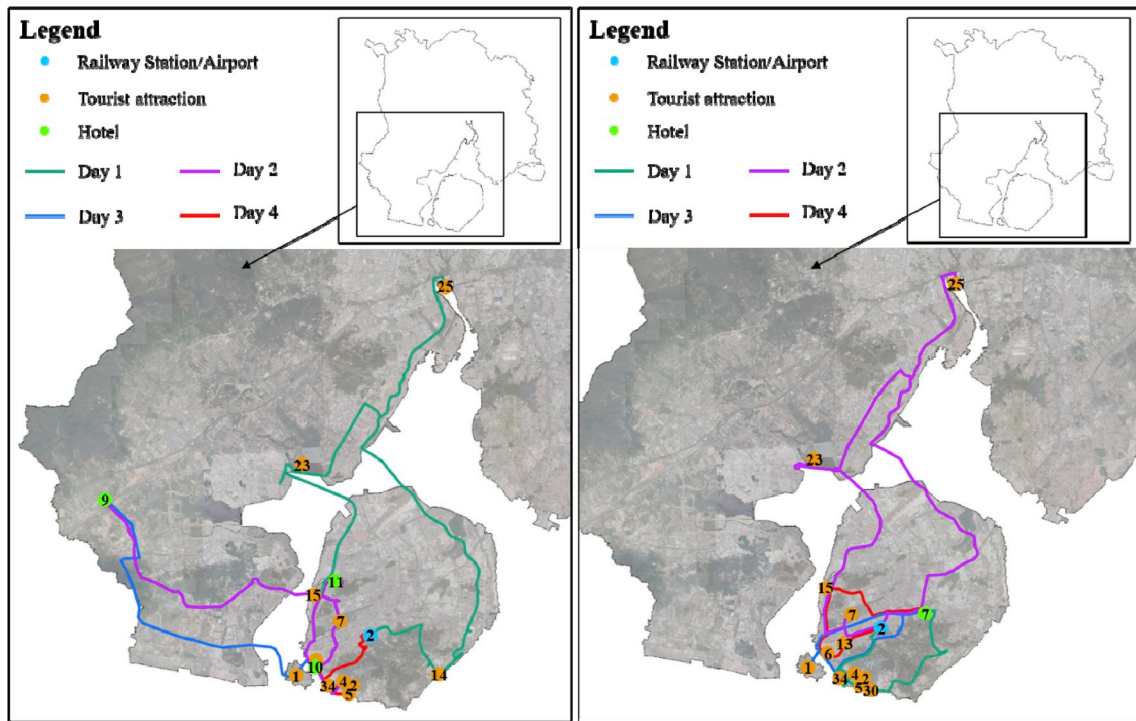 Legend
Railway Station/Airport
Tourist attraction
Hotel
Day 1 Day 2
Day 3 Day 4
25
23
9
11
15
7
2
10
1
34
4
2
5
14
Legend
Railway Station/Airport
Tourist attraction
Hotel
Day 1 Day 2
Day 3 Day 4
25
23
15
7
7
2
13
6
1
34
4
2
5
30